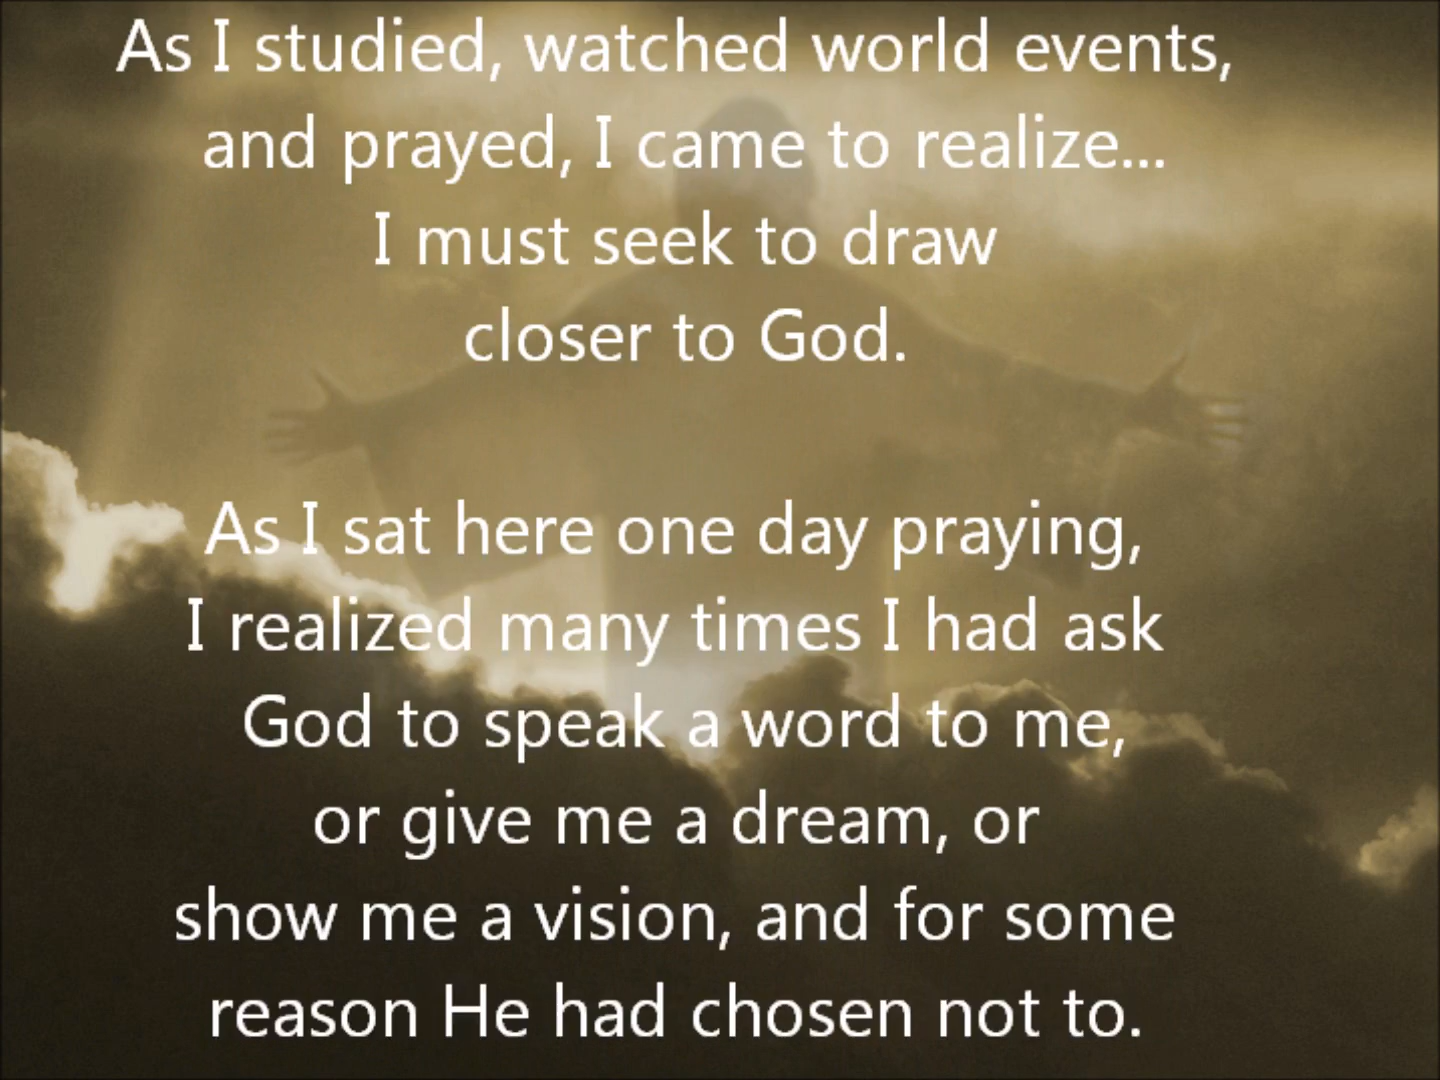 As I studied, watched world events,
and prayed, I came to realize...
I must seek to draw
closer to God.
As I sat here one day praying,
I realized many times I had ask
God to speak a word to me,
or give me a dream, or
show me a vision, and for some
reason He had chosen not to.